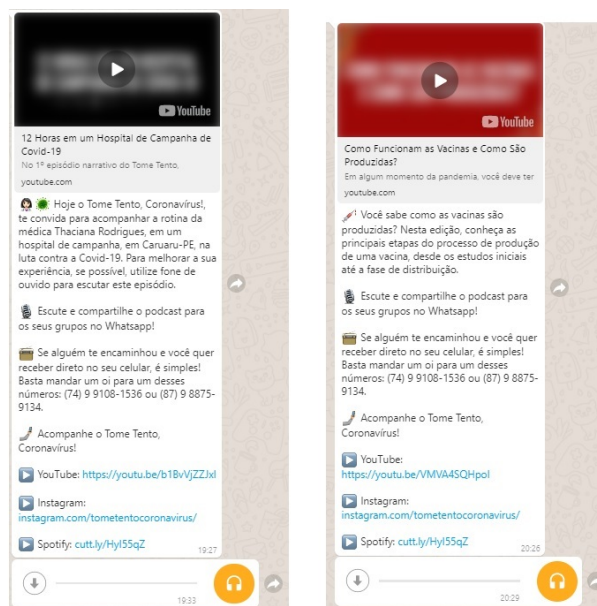 YouTube
12 Horas em um Hospital de Campanha de
Covid-19
No 1º episódio narrativo do Tome Tento,
youtube.com
Hoje o Tome Tento, Coronavírus!,
te convida para acompanhar a rotina da
médica Thaciana Rodrigues, em um
hospital de campanha, em Caruaru-PE, na
luta contra a Covid-19. Para melhorar a sua
experiência, se possível, utilize fone de
ouvido para escutar este episódio.
Escute e compartilhe o podcast para
os seus grupos no Whatsapp!
Se alguém te encaminhou e você quer
receber direto no seu celular, é simples!
Basta mandar um oi para um desses
números: (74) 9 9108-1536 ou (87) 9 8875-
9134.
Acompanhe o Tome Tento,
Coronavírus!
YouTube: https://youtu.be/b1BvVjZZJxI
Instagram:
instagram.com/tometentocoronavirus/
Spotify: cutt.ly/HyI55qZ
19:27
19:33
YouTube
Como Funcionam as Vacinas e Como São
Produzidas?
Em algum momento da pandemia, você deve ter
youtube.com
Você sabe como as vacinas são
produzidas? Nesta edição, conheça as
principais etapas do processo de produção
de uma vacina, desde os estudos iniciais
até a fase de distribuição.
Escute e compartilhe o podcast para
os seus grupos no Whatsapp!
Se alguém te encaminhou e você quer
receber direto no seu celular, é simples!
Basta mandar um oi para um desses
números: (74) 9 9108-1536 ou (87) 9 8875-
9134.
Acompanhe o Tome Tento,
Coronavírus!
YouTube:
https://youtu.be/VMVA4SQHpoI
Instagram:
instagram.com/tometentocoronavirus/
Spotify: cutt.ly/HyI55qZ
20:26
20:29